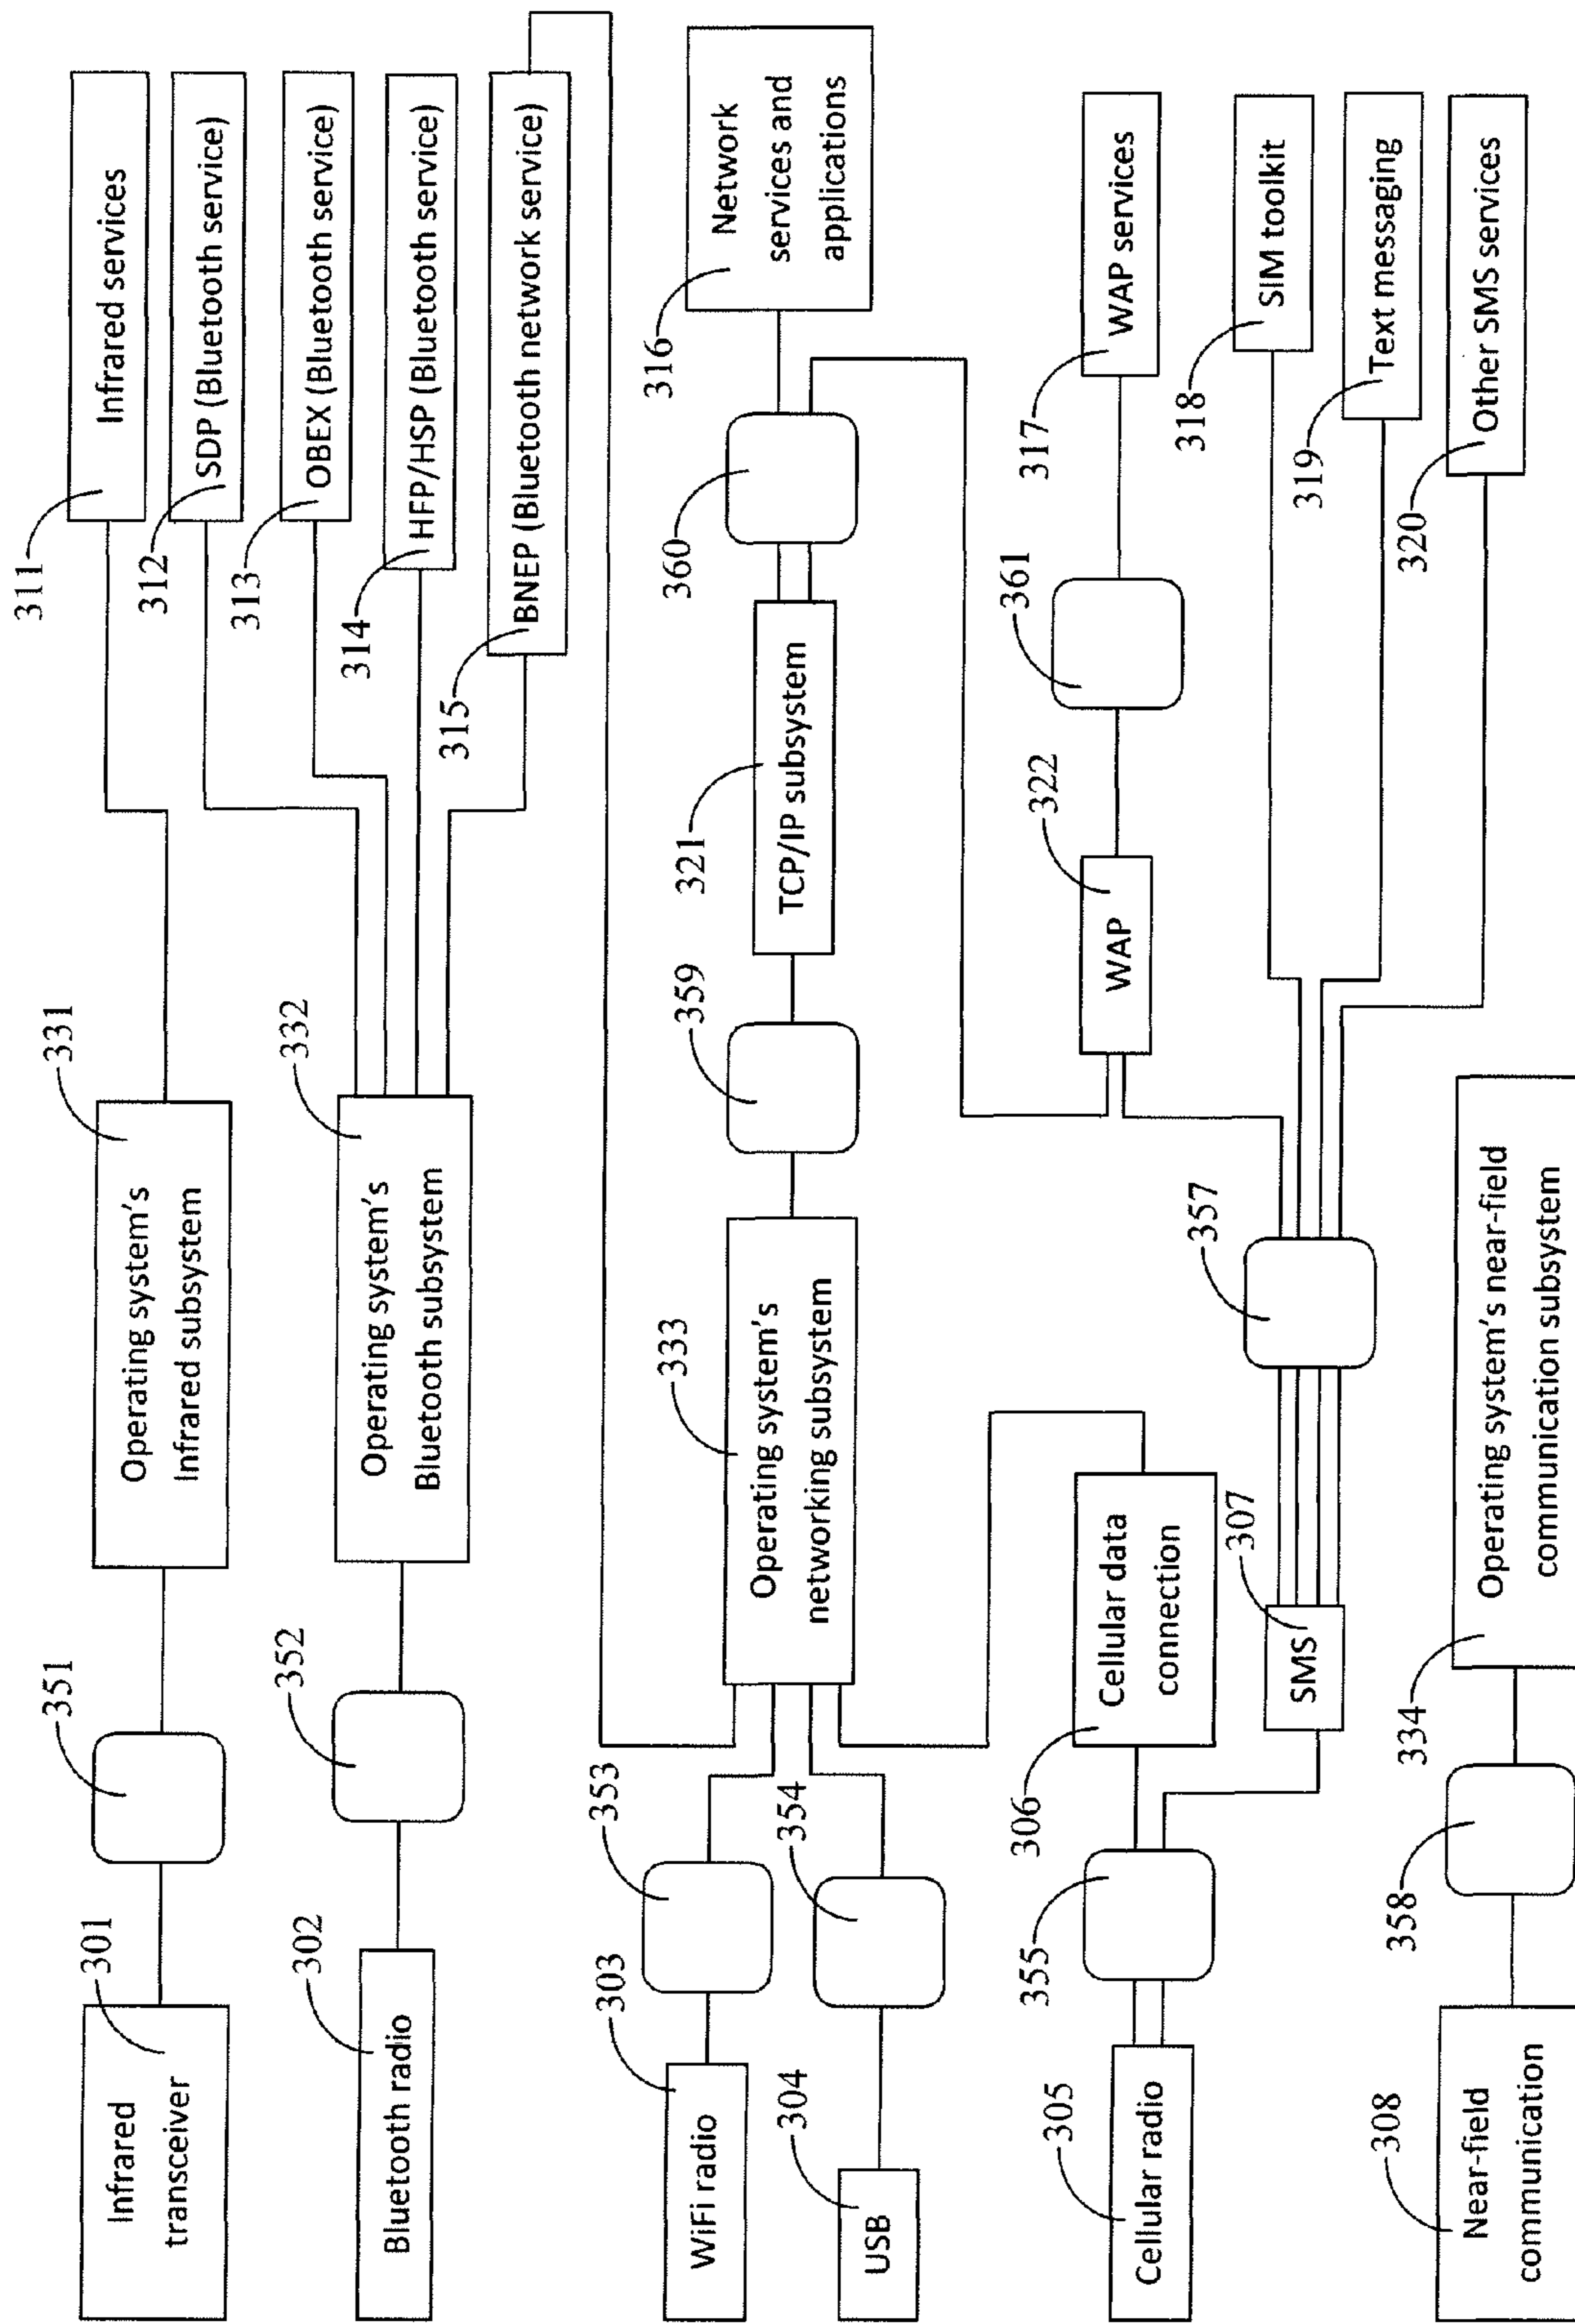 301
Infrared
transceiver
351
331
Operating system's
Infrared subsystem
311
Infrared services
302
Bluetooth radio
352
332
Operating system's
Bluetooth subsystem
312
SDP (Bluetooth service)
313
OBEX (Bluetooth service)
314
HFP/HSP (Bluetooth service)
315
BNEP (Bluetooth network service)
303
WiFi radio
353
304
USB
354
333
Operating system's
networking subsystem
359
321
TCP/IP subsystem
360
316
Network
services and
applications
305
Cellular radio
355
306
Cellular data
connection
307
SMS
357
322
WAP
361
317
WAP services
318
SIM toolkit
319
Text messaging
320
Other SMS services
308
Near-field
communication
358
334
Operating system's near-field
communication subsystem